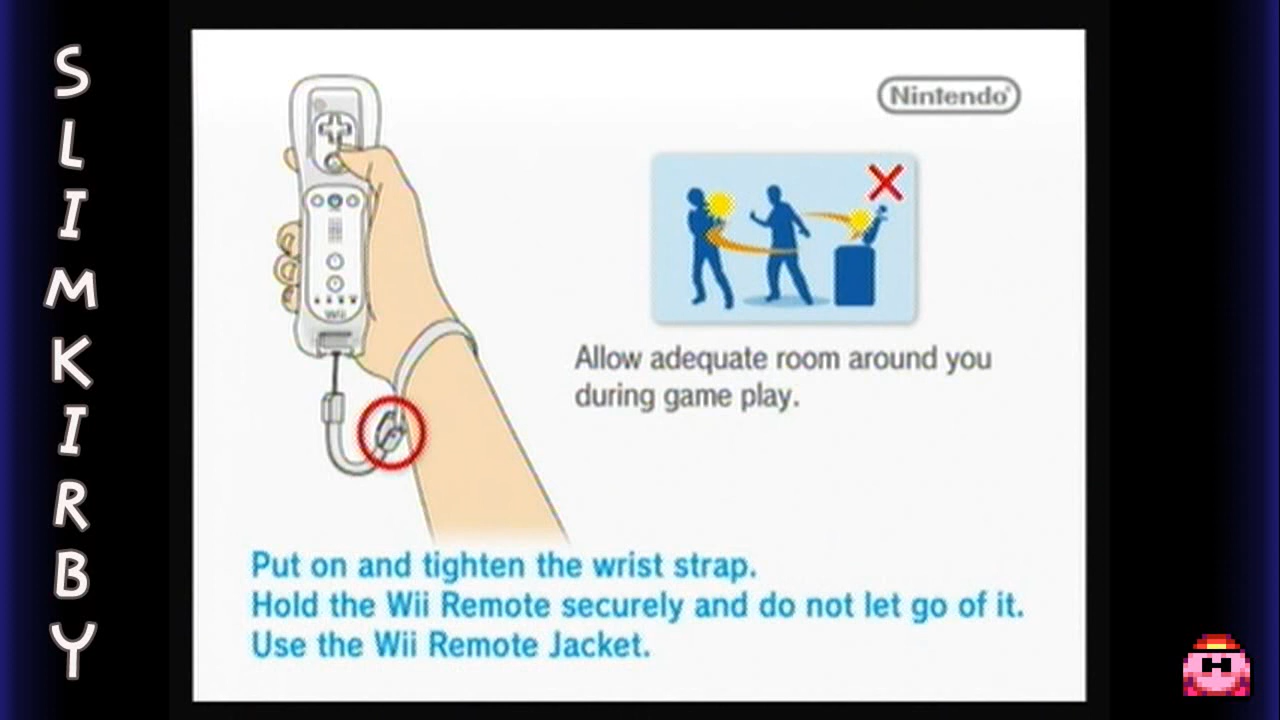 SLIMKIRBY
Nintendo®
Wii
Allow adequate room around you
during game play.
Put on and tighten the wrist strap.
Hold the Wii Remote securely and do not let go of it.
Use the Wii Remote Jacket.